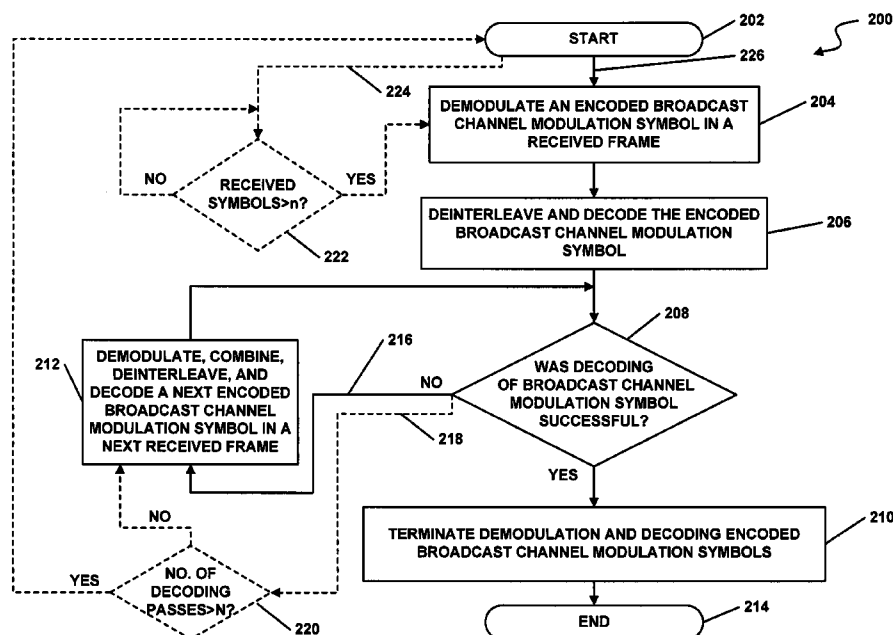 START
202
200
226
224
DEMODULATE AN ENCODED BROADCAST
CHANNEL MODULATION SYMBOL IN A
RECEIVED FRAME
204
NO
RECEIVED
SYMBOLS>n?
YES
222
DEINTERLEAVE AND DECODE THE ENCODED
BROADCAST CHANNEL MODULATION
SYMBOL
206
208
212
DEMODULATE, COMBINE,
DEINTERLEAVE, AND
DECODE A NEXT ENCODED
BROADCAST CHANNEL
MODULATION SYMBOL IN A
NEXT RECEIVED FRAME
216
NO
218
WAS DECODING
OF BROADCAST CHANNEL
MODULATION SYMBOL
SUCCESSFUL?
YES
NO
YES
NO. OF
DECODING
PASSES>N?
220
TERMINATE DEMODULATION AND DECODING ENCODED
BROADCAST CHANNEL MODULATION SYMBOLS
210
END
214